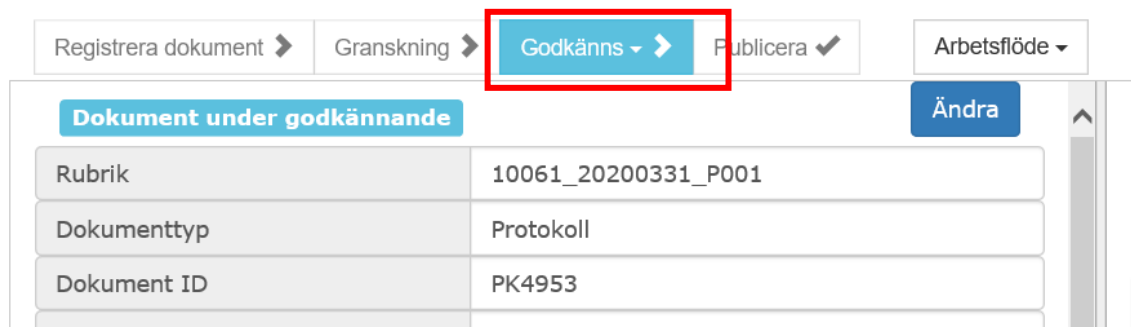 Registrera dokument Granskning Godkänns Publicera Arbetsflöde
Dokument under godkännande Ändra
Rubrik 10061_20200331_P001
Dokumenttyp Protokoll
Dokument ID PK4953